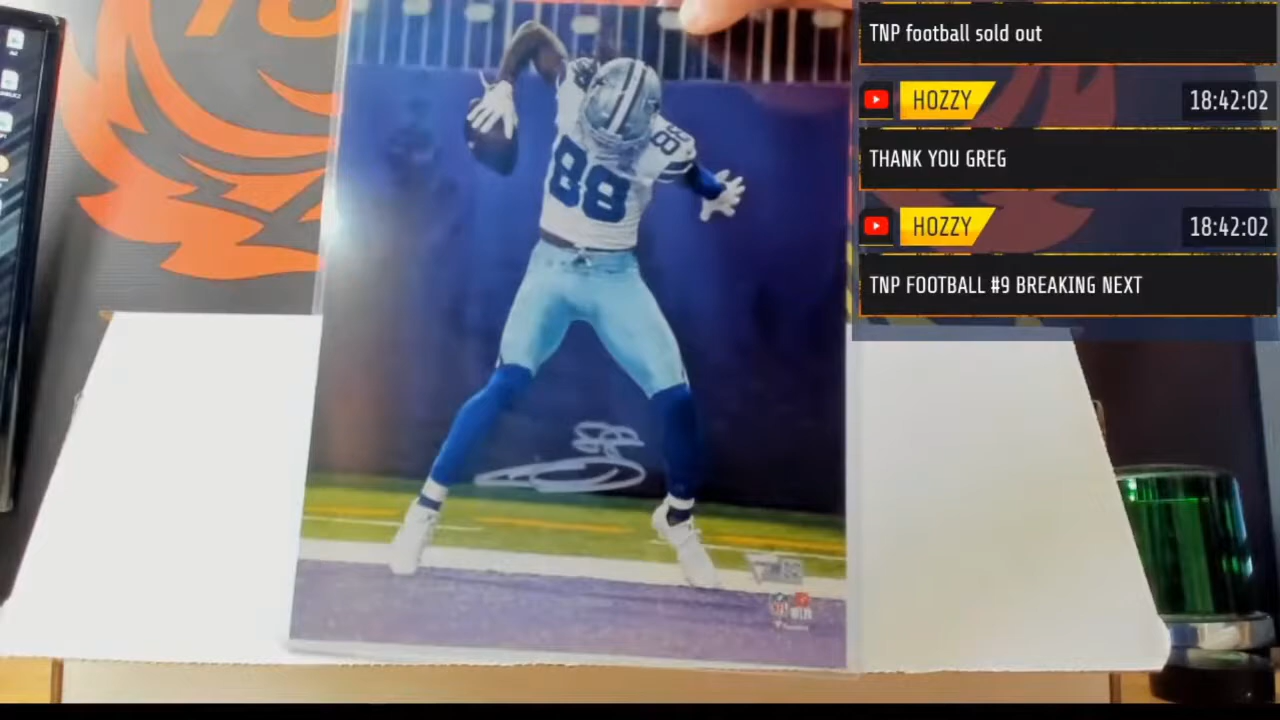 88
88
88
TNP football sold out
HOZZY
18:42:02
THANK YOU GREG
HOZZY
18:42:02
TNP FOOTBALL #9 BREAKING NEXT